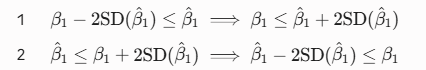 1 β₁ − 2SD(β̂₁) ≤ β̂₁ ⟹ β₁ ≤ β̂₁ + 2SD(β̂₁)
2 β̂₁ ≤ β₁ + 2SD(β̂₁) ⟹ β̂₁ − 2SD(β̂₁) ≤ β₁